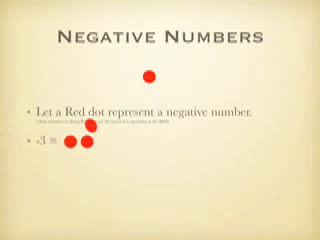 NEGATIVE NUMBERS
Let a Red dot represent a negative number.
-3 =